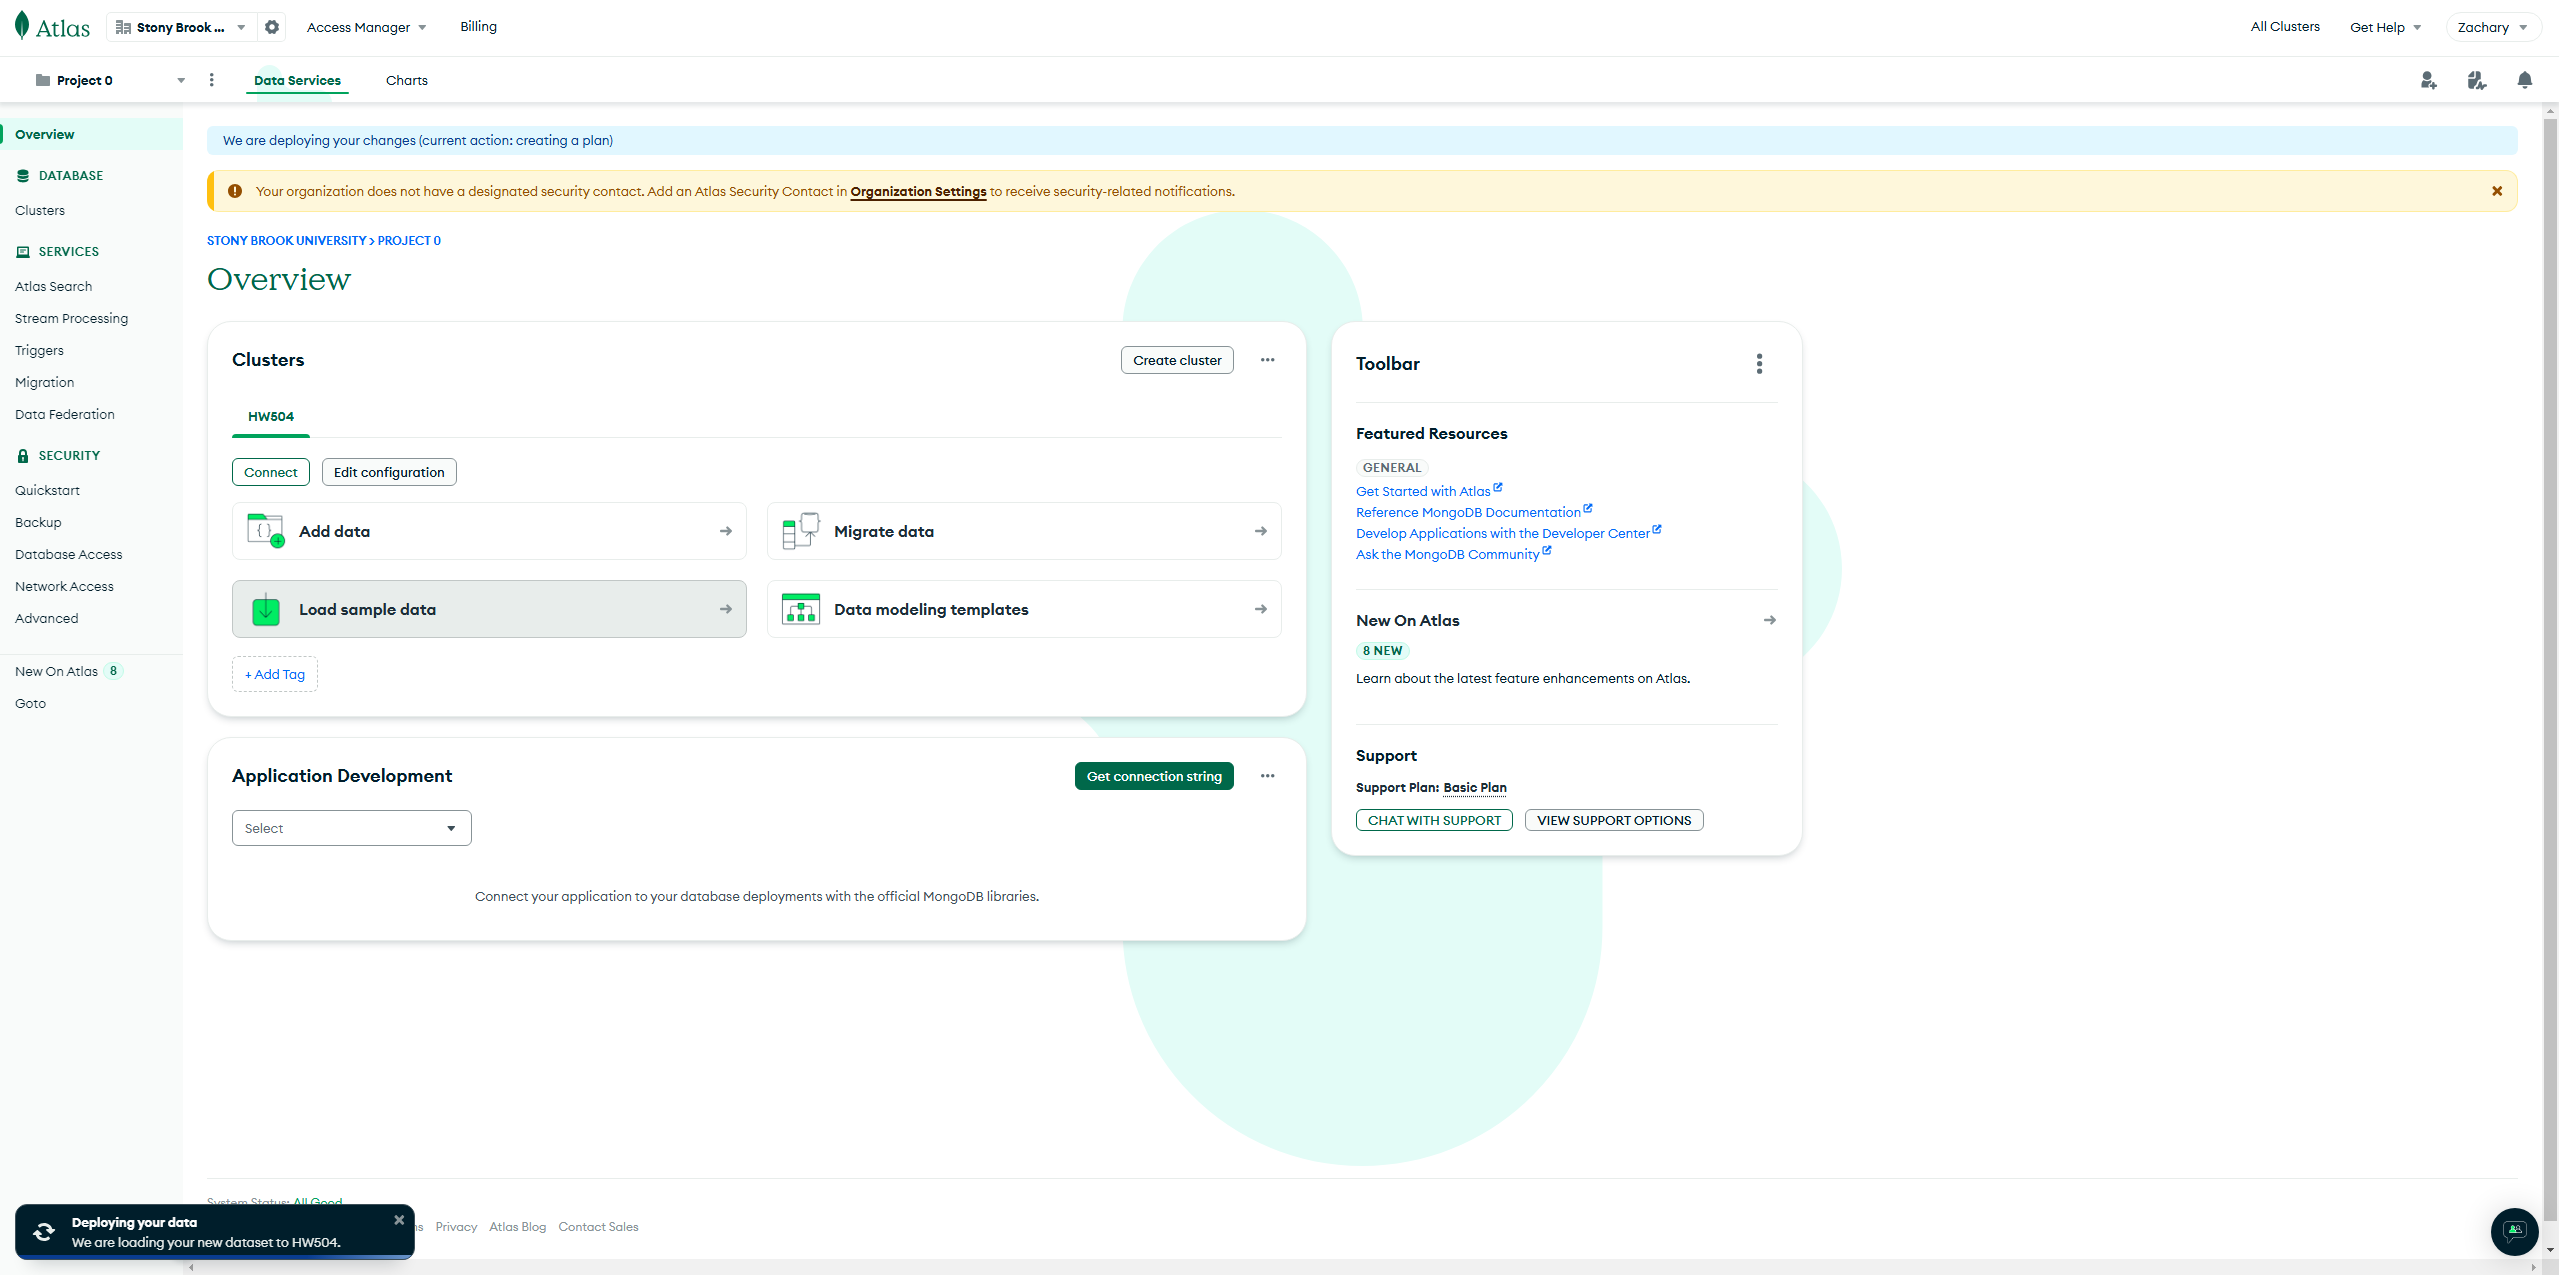 Atlas
Stony Brook ...
Access Manager
Billing
All Clusters
Get Help
Zachary
Project 0
Data Services
Charts
Overview
DATABASE
Clusters
SERVICES
Atlas Search
Stream Processing
Triggers
Migration
Data Federation
SECURITY
Quickstart
Backup
Database Access
Network Access
Advanced
New On Atlas 8
Goto
We are deploying your changes (current action: creating a plan)
Your organization does not have a designated security contact. Add an Atlas Security Contact in Organization Settings to receive security-related notifications.
STONY BROOK UNIVERSITY > PROJECT 0
Overview
Clusters
Create cluster
HW504
Connect
Edit configuration
Add data
Migrate data
Load sample data
Data modeling templates
+ Add Tag
Application Development
Get connection string
Select
Connect your application to your database deployments with the official MongoDB libraries.
Toolbar
Featured Resources
GENERAL
Get Started with Atlas
Reference MongoDB Documentation
Develop Applications with the Developer Center
Ask the MongoDB Community
New On Atlas
8 NEW
Learn about the latest feature enhancements on Atlas.
Support
Support Plan: Basic Plan
CHAT WITH SUPPORT
VIEW SUPPORT OPTIONS
System Status: All Good
Privacy
Atlas Blog
Contact Sales
Deploying your data
We are loading your new dataset to HW504.